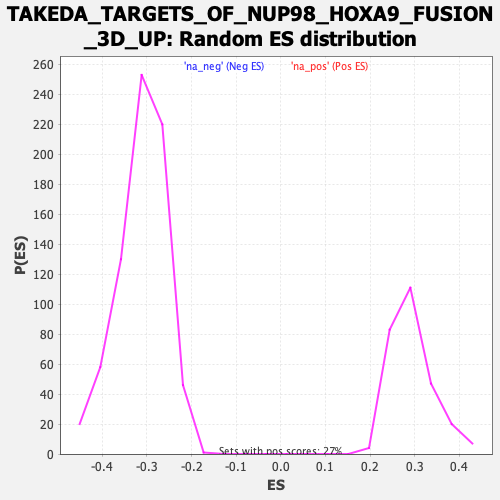 TAKEDA_TARGETS_OF_NUP98_HOXA9_FUSION
_3D_UP: Random ES distribution
'na_neg' (Neg ES) 'na_pos' (Pos ES)
260
240
220
200
180
160
140
120
100
80
60
40
20
0
P(ES)
Sets with pos scores: 27%
-0.4 -0.3 -0.2 -0.1 0.0 0.1 0.2 0.3 0.4
ES